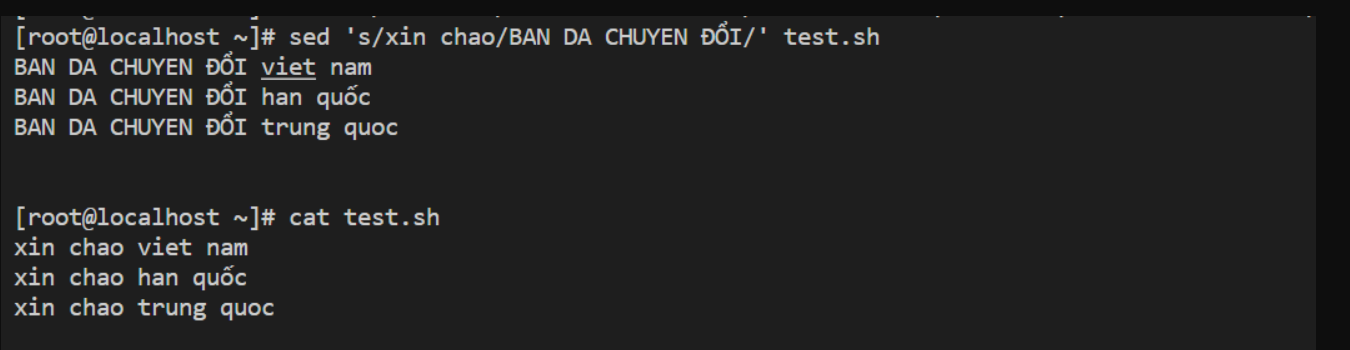 [root@localhost ~]# sed 's/xin chao/BAN DA CHUYEN ĐỔI/' test.sh
BAN DA CHUYEN ĐỔI viet nam
BAN DA CHUYEN ĐỔI han quốc
BAN DA CHUYEN ĐỔI trung quoc
[root@localhost ~]# cat test.sh
xin chao viet nam
xin chao han quốc
xin chao trung quoc